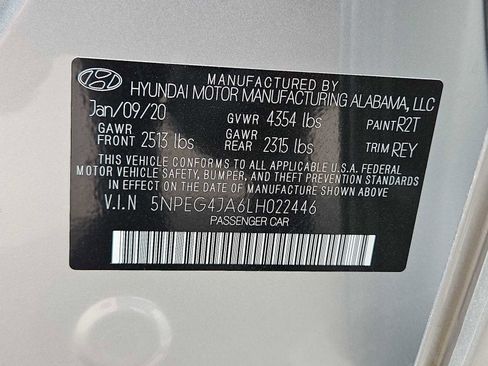 MANUFACTURED BY
HYUNDAI MOTOR MANUFACTURING ALABAMA, LLC
Jan/09/20 GVWR 4354 lbs PAINT R2T
GAWR FRONT 2513 lbs GAWR REAR 2315 lbs TRIM REY
THIS VEHICLE CONFORMS TO ALL APPLICABLE U.S.A. FEDERAL
MOTOR VEHICLE SAFETY, BUMPER, AND THEFT PREVENTION
STANDARDS IN EFFECT ON THE DATE OF MANUFACTURE SHOWN ABOVE.
V.I.N 5NPEG4JA6LH022446
PASSENGER CAR